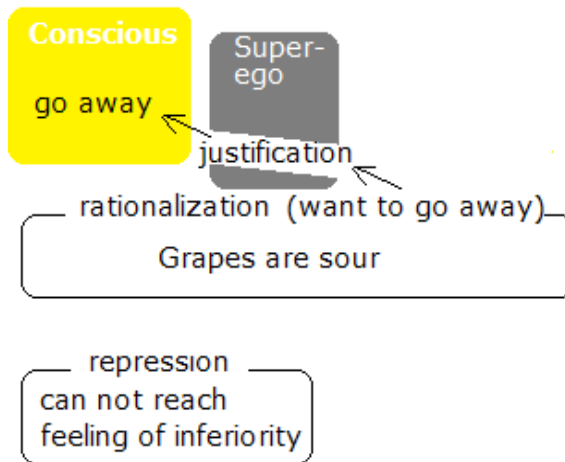 Conscious
go away
Super-
ego
justification
rationalization (want to go away)
Grapes are sour
repression
can not reach
feeling of inferiority